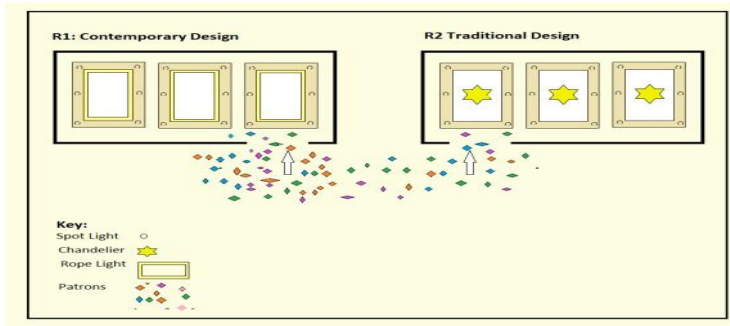 R1: Contemporary Design
R2 Traditional Design
Key:
Spot Light
Chandelier
Rope Light
Patrons